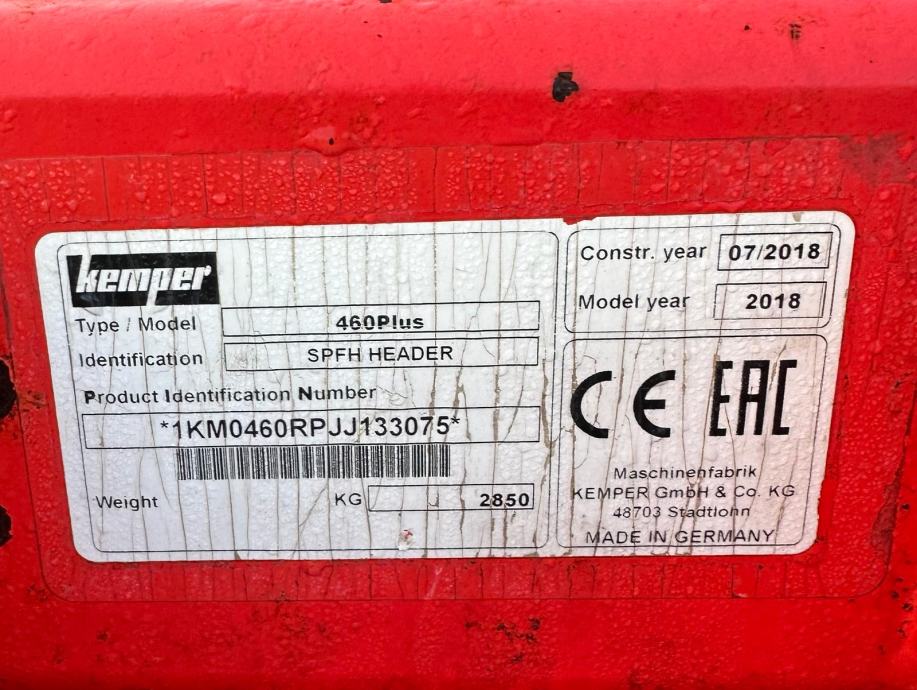 kemper
Type / Model 460Plus
Identification SPFH HEADER
Product Identification Number
*1KM0460RPJJ133075*
Weight KG 2850
Constr. year 07/2018
Model year 2018
CE EAC
Maschinenfabrik
KEMPER GmbH & Co. KG
48703 Stadtlohn
MADE IN GERMANY